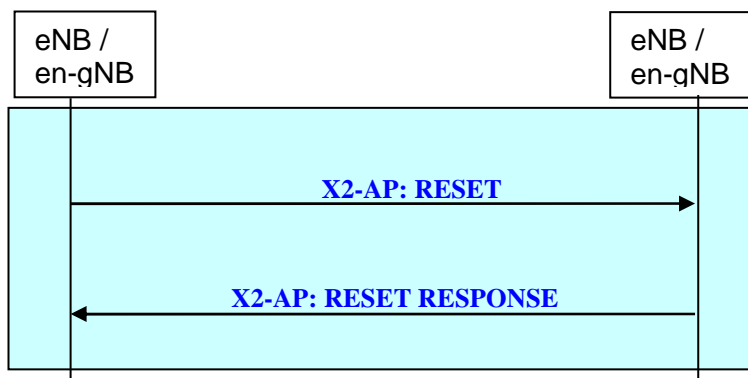 eNB /
en-gNB
eNB /
en-gNB
X2-AP: RESET
X2-AP: RESET RESPONSE